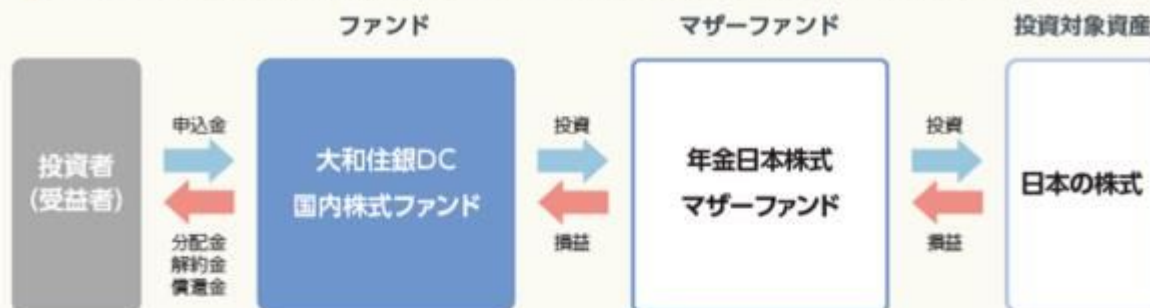 ファンド
マザーファンド
投資対象資産
投資者
(受益者)
申込金
分配金
解約金
償還金
大和住銀DC
国内株式ファンド
投資
損益
年金日本株式
マザーファンド
投資
損益
日本の株式